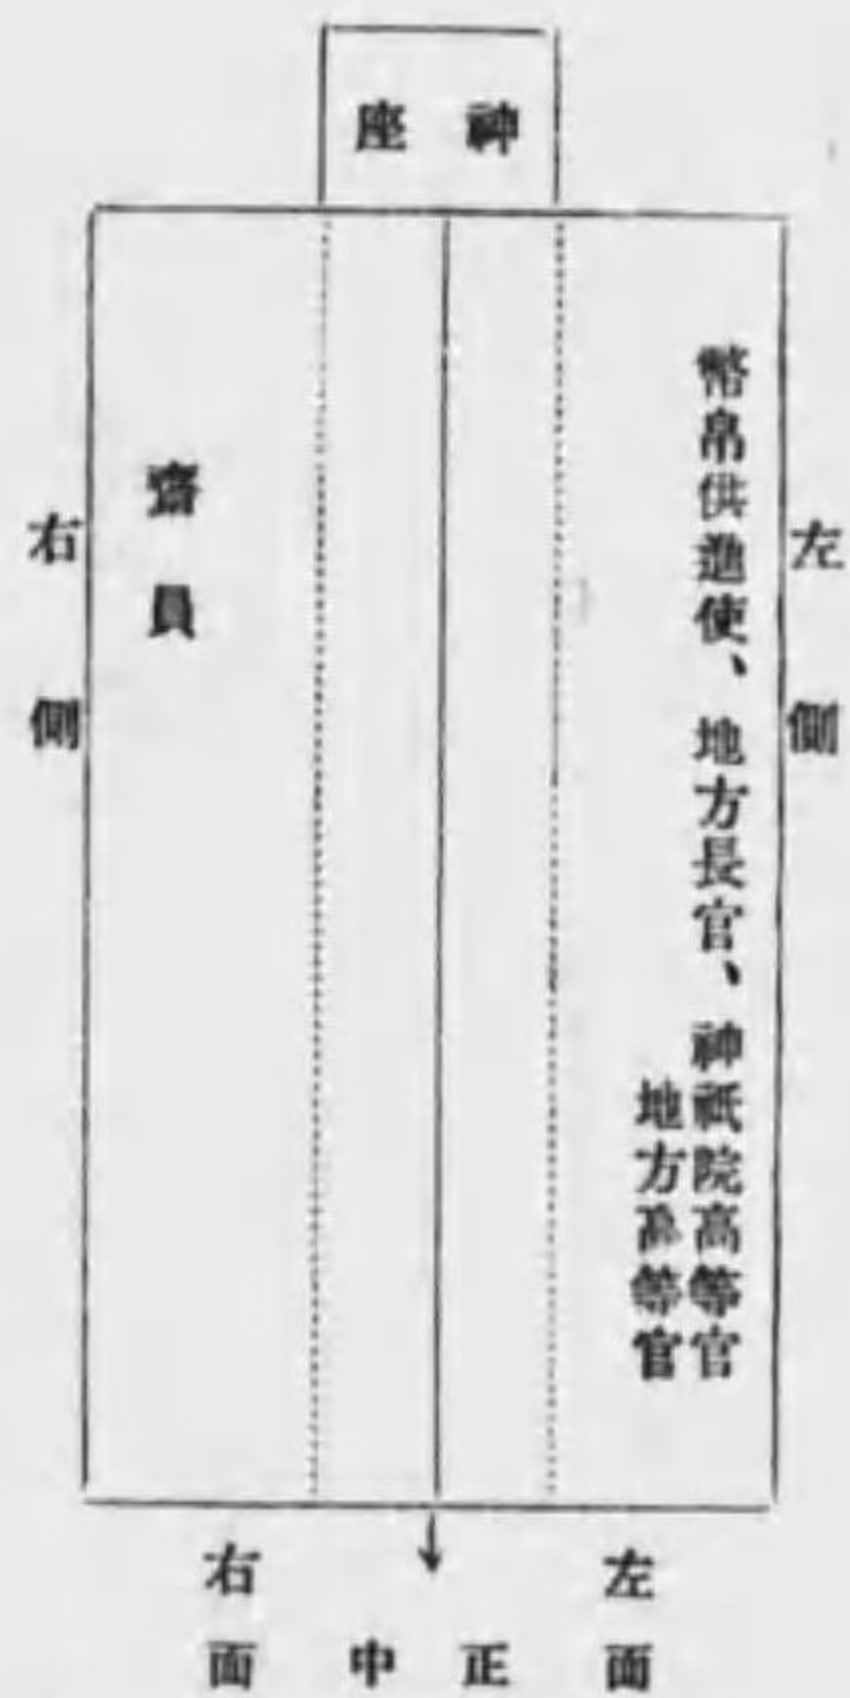 神座
左側
幣帛供進使、地方長官、神祇院高等官
地方高等官
齋員
右側
左面
正中
右面